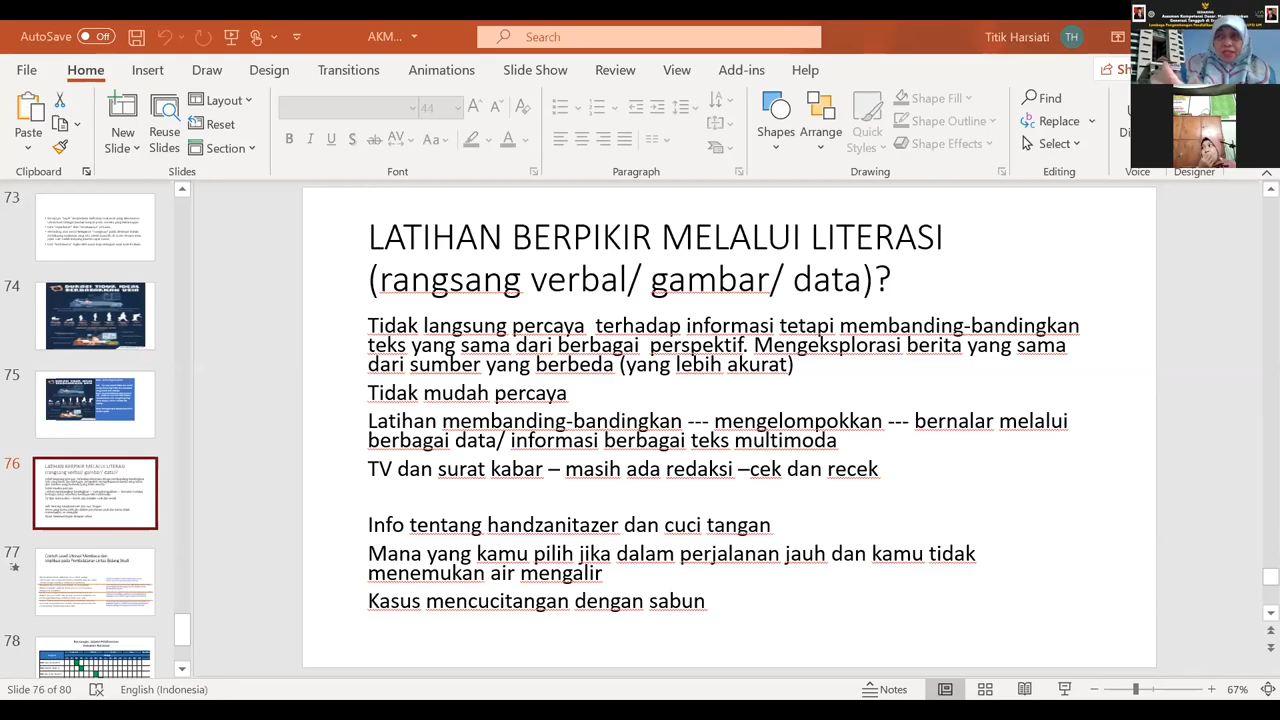 AutoSave Off AKM... Search Titik Harsiati TH
File Home Insert Draw Design Transitions Animations Slide Show Review View Add-ins Help
Paste New Slide Reuse Slides Layout Reset Section
44
Shapes Arrange Quick Styles Shape Fill Shape Outline Shape Effects
Find Replace Select
Clipboard Slides Font Paragraph Drawing Editing Voice Designer
73
74
75
76
77
78
LATIHAN BERPIKIR MELALUI LITERASI
(rangsang verbal/ gambar/ data)?
Tidak langsung percaya terhadap informasi tetapi membanding-bandingkan
teks yang sama dari berbagai perspektif. Mengeksplorasi berita yang sama
dari sumber yang berbeda (yang lebih akurat)
Tidak mudah percaya
Latihan membanding-bandingkan --- mengelompokkan --- bernalar melalui
berbagai data/ informasi berbagai teks multimoda
TV dan surat kabar – masih ada redaksi –cek dan recek
Info tentang handzanitazer dan cuci tangan
Mana yang kamu pilih jika dalam perjalanan jauh dan kamu tidak
menemukan air mengalir
Kasus mencuci tangan dengan sabun
Slide 76 of 80 English (Indonesia) Notes 67%